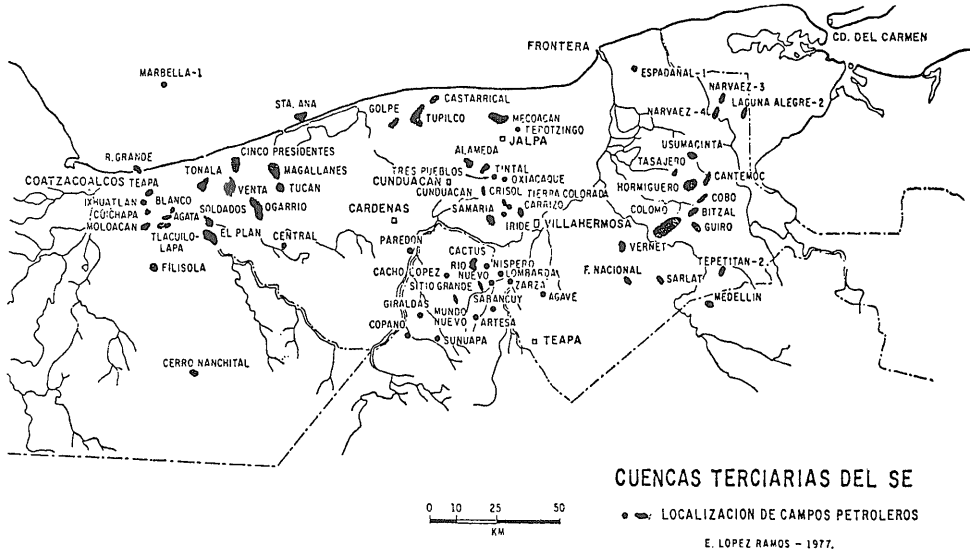 CD. DEL CARMEN
FRONTERA
MARBELLA-1
ESPADAÑAL-1
NARVAEZ-3
LAGUNA ALEGRE-2
NARVAEZ-4
STA. ANA
GOLPE
CASTARRICAL
TUPILCO
MECOACAN
TEPOTZINGO
JALPA
USUMACINTA
R. GRANDE
CINCO PRESIDENTES
ALAMEDA
TASAJERO
COATZACOALCOS
TEAPA
TONALA
MAGALLANES
TRES PUEBLOS
TINTAL
CUNDUACAN
OXIACAQUE
HORMIGUERO
CANTEMOC
IXHUATLAN
BLANCO
VENTA
TUCAN
CUNDUACAN
CRISOL
TIERRA COLORADA
COBO
CUICHAPA
AGATA
SOLDADOS
OGARRIO
CARDENAS
SAMARIA
CARRIZO
COLOMO
BITZAL
MOLOACAN
IRIDE
VILLAHERMOSA
GUIRO
TLACUILO-
LAPA
EL PLAN
CENTRAL
PAREDON
CACTUS
VERNET
FILISOLA
RIO
NUEVO
NISPERO
CACHO LOPEZ
LOMBARDA
TEPETITAN-2
SITIO GRANDE
ZARZA
F. NACIONAL
SARLAT
GIRALDAS
MUNDO
NUEVO
SABANCUY
AGAVE
MEDELLIN
COPANO
ARTESA
SUNUAPA
TEAPA
CERRO NANCHITAL
CUENCAS TERCIARIAS DEL SE
0 10 25 50
KM
LOCALIZACION DE CAMPOS PETROLEROS
E. LOPEZ RAMOS - 1977.